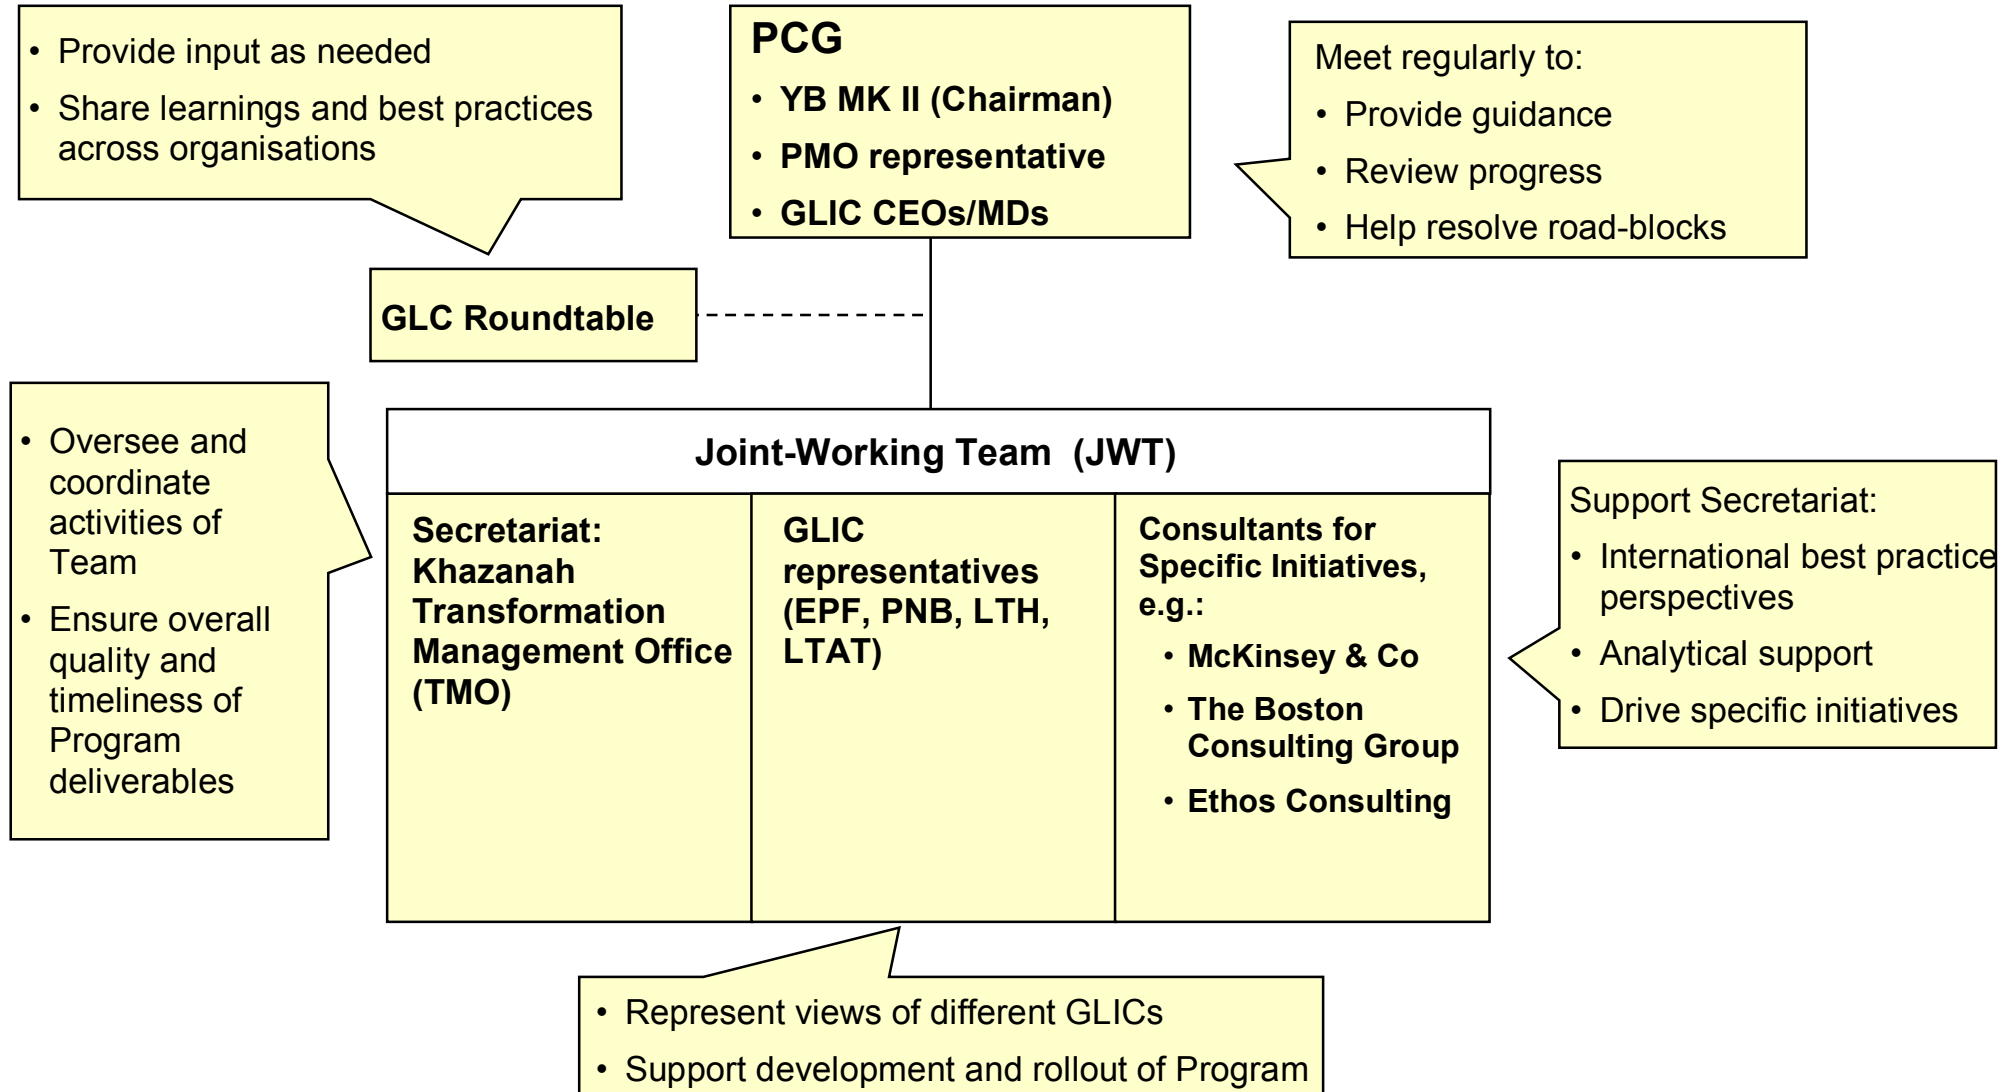 • Provide input as needed
• Share learnings and best practices
across organisations
PCG
• YB MK II (Chairman)
• PMO representative
• GLIC CEOs/MDs
Meet regularly to:
• Provide guidance
• Review progress
• Help resolve road-blocks
GLC Roundtable
• Oversee and
coordinate
activities of
Team
• Ensure overall
quality and
timeliness of
Program
deliverables
Joint-Working Team (JWT)
Secretariat:
Khazanah
Transformation
Management Office
(TMO)
GLIC
representatives
(EPF, PNB, LTH,
LTAT)
Consultants for
Specific Initiatives,
e.g.:
• McKinsey & Co
• The Boston
Consulting Group
• Ethos Consulting
Support Secretariat:
• International best practice
perspectives
• Analytical support
• Drive specific initiatives
• Represent views of different GLICs
• Support development and rollout of Program